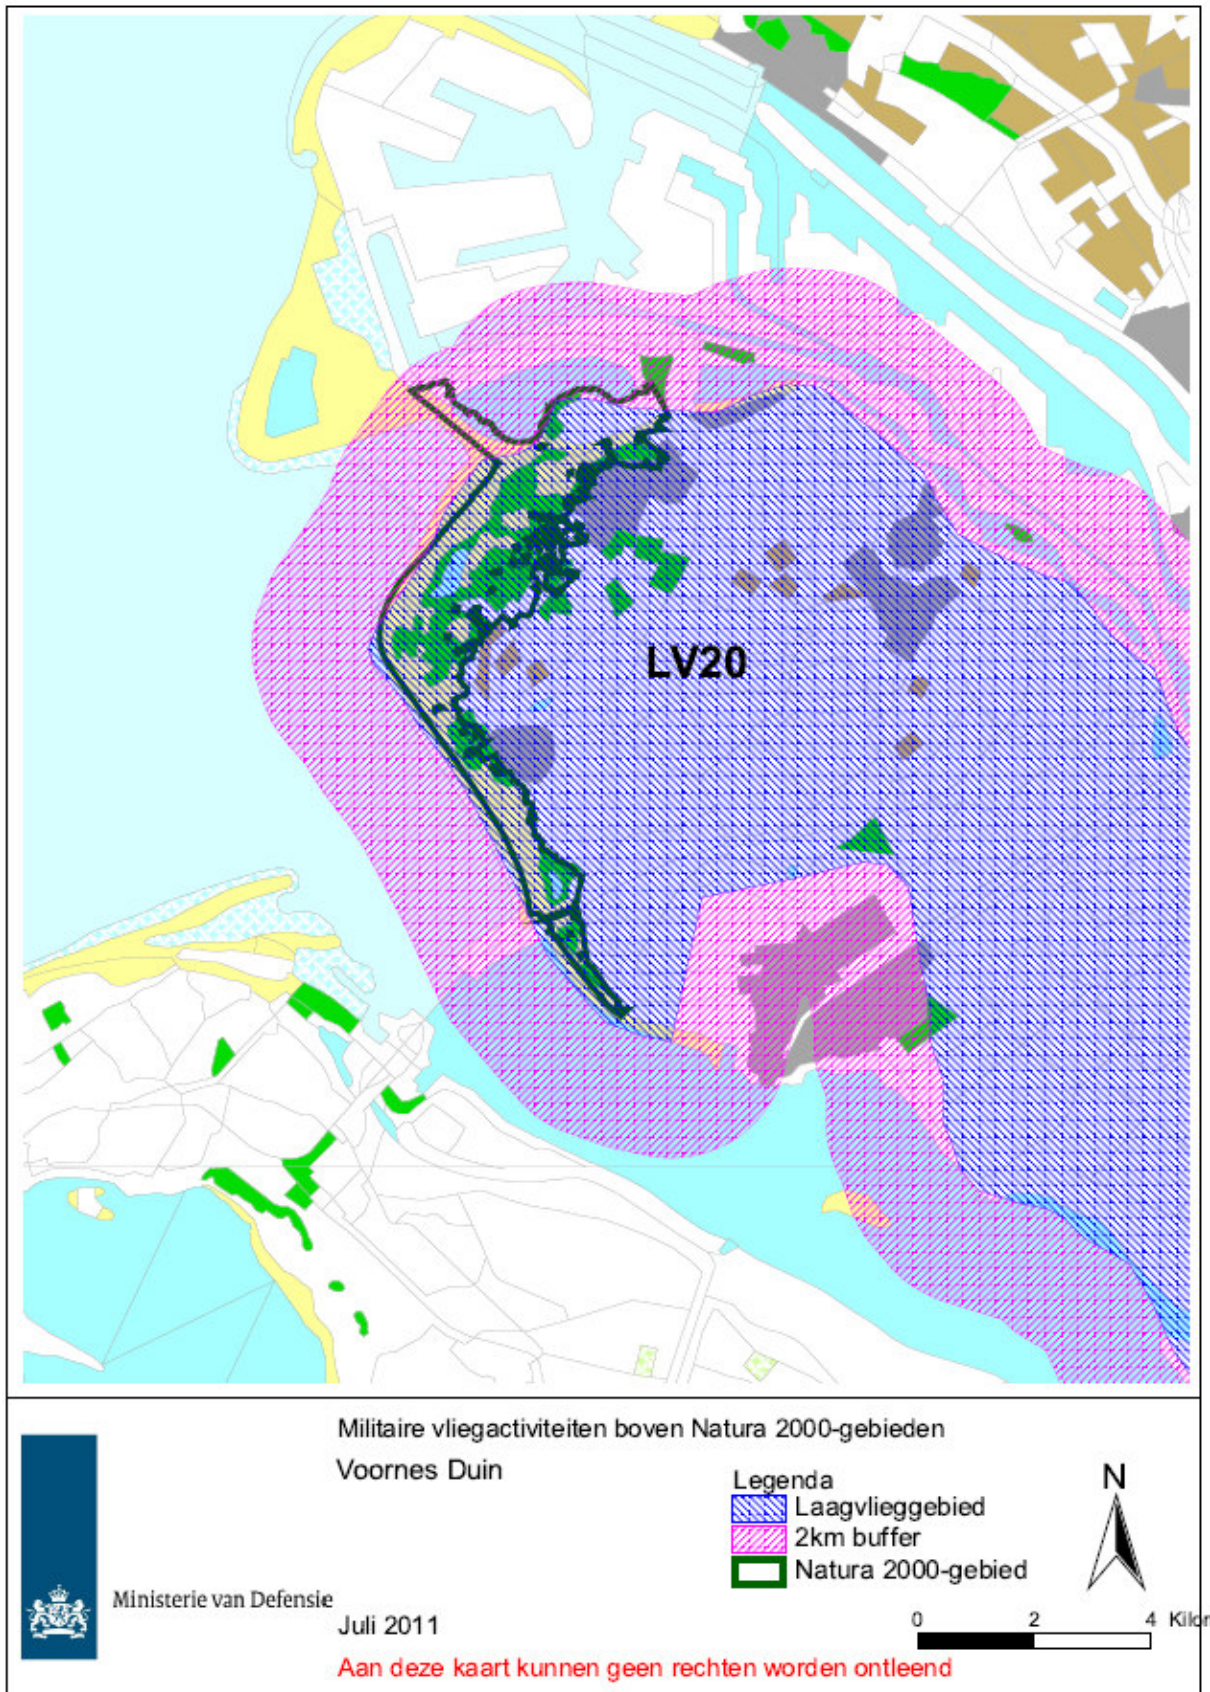 LV20
Militaire vliegactiviteiten boven Natura 2000-gebieden
Voornes Duin
Legenda
Laagvlieggebied
2km buffer
Natura 2000-gebied
N
Ministerie van Defensie
Juli 2011
0 2 4 Kilor
Aan deze kaart kunnen geen rechten worden ontleend